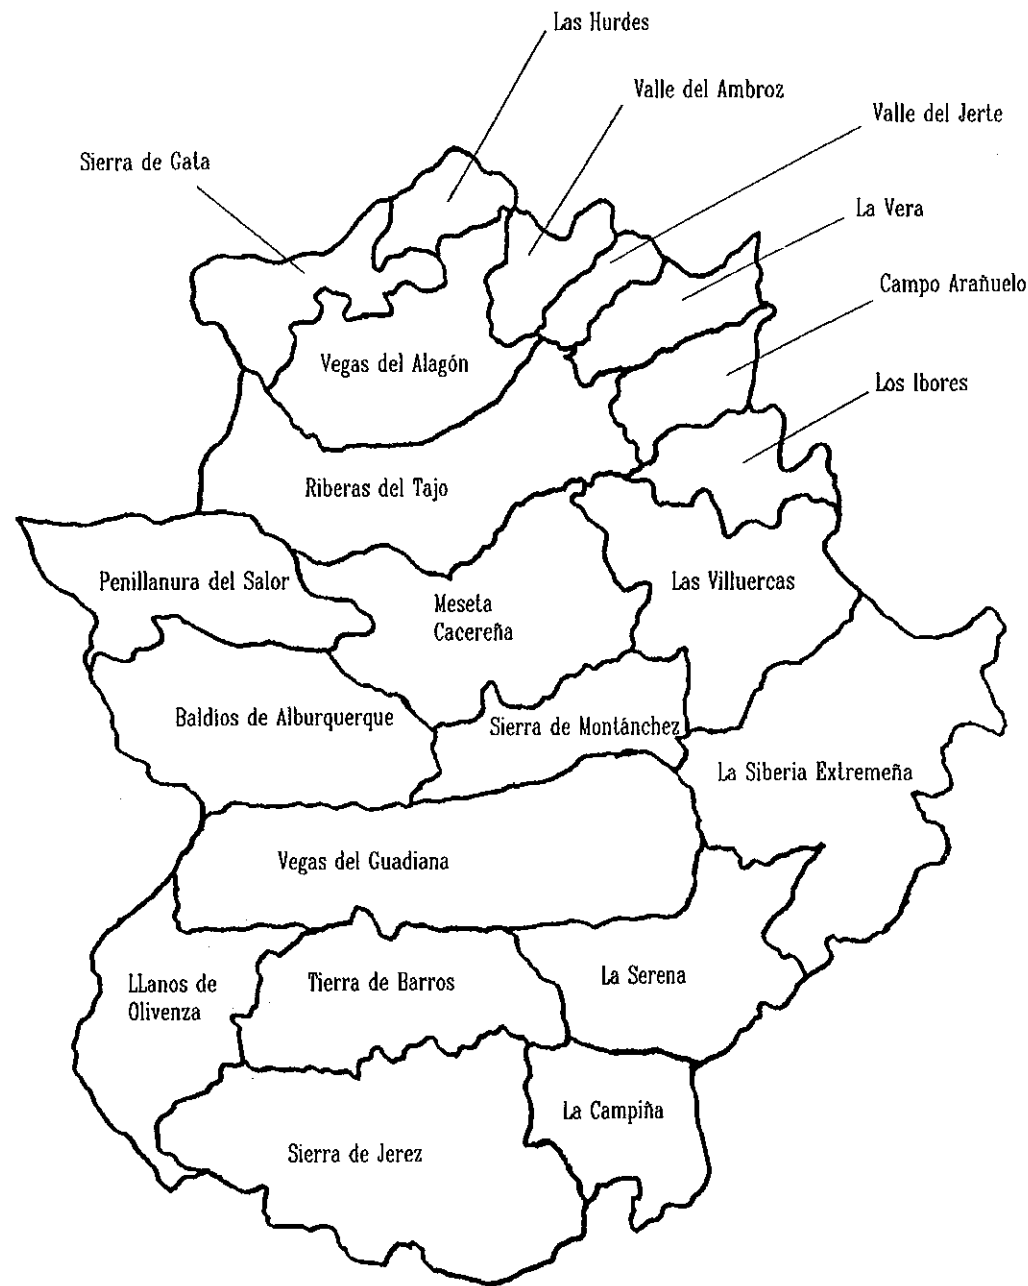 Las Hurdes
Valle del Ambroz
Valle del Jerte
Sierra de Gata
La Vera
Campo Arañuelo
Vegas del Alagón
Los Ibores
Riberas del Tajo
Penillanura del Salor
Las Villuercas
Meseta
Cacereña
Baldíos de Alburquerque
Sierra de Montánchez
La Siberia Extremeña
Vegas del Guadiana
LLanos de
Olivenza
Tierra de Barros
La Serena
La Campiña
Sierra de Jerez